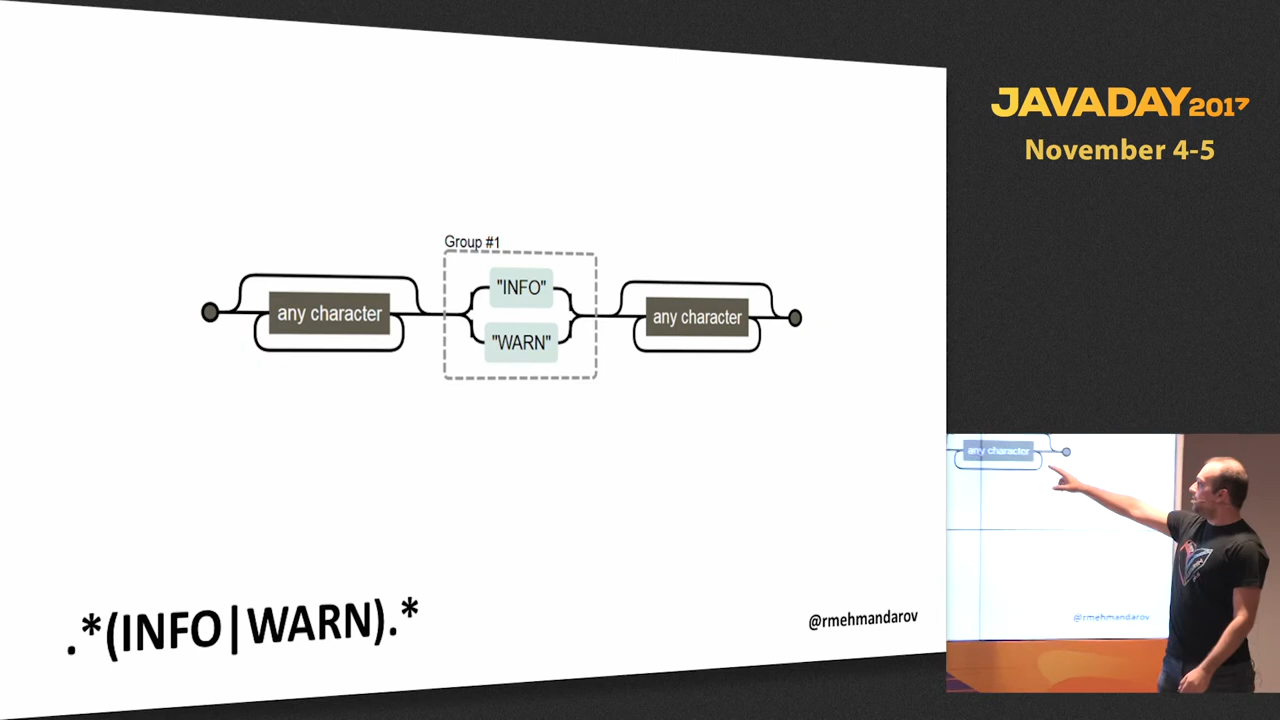 JAVADAY2017
November 4-5
Group #1
"INFO"
any character
any character
"WARN"
.*(INFO|WARN).*
@rmehmandarov
any character
@rmehmandarov